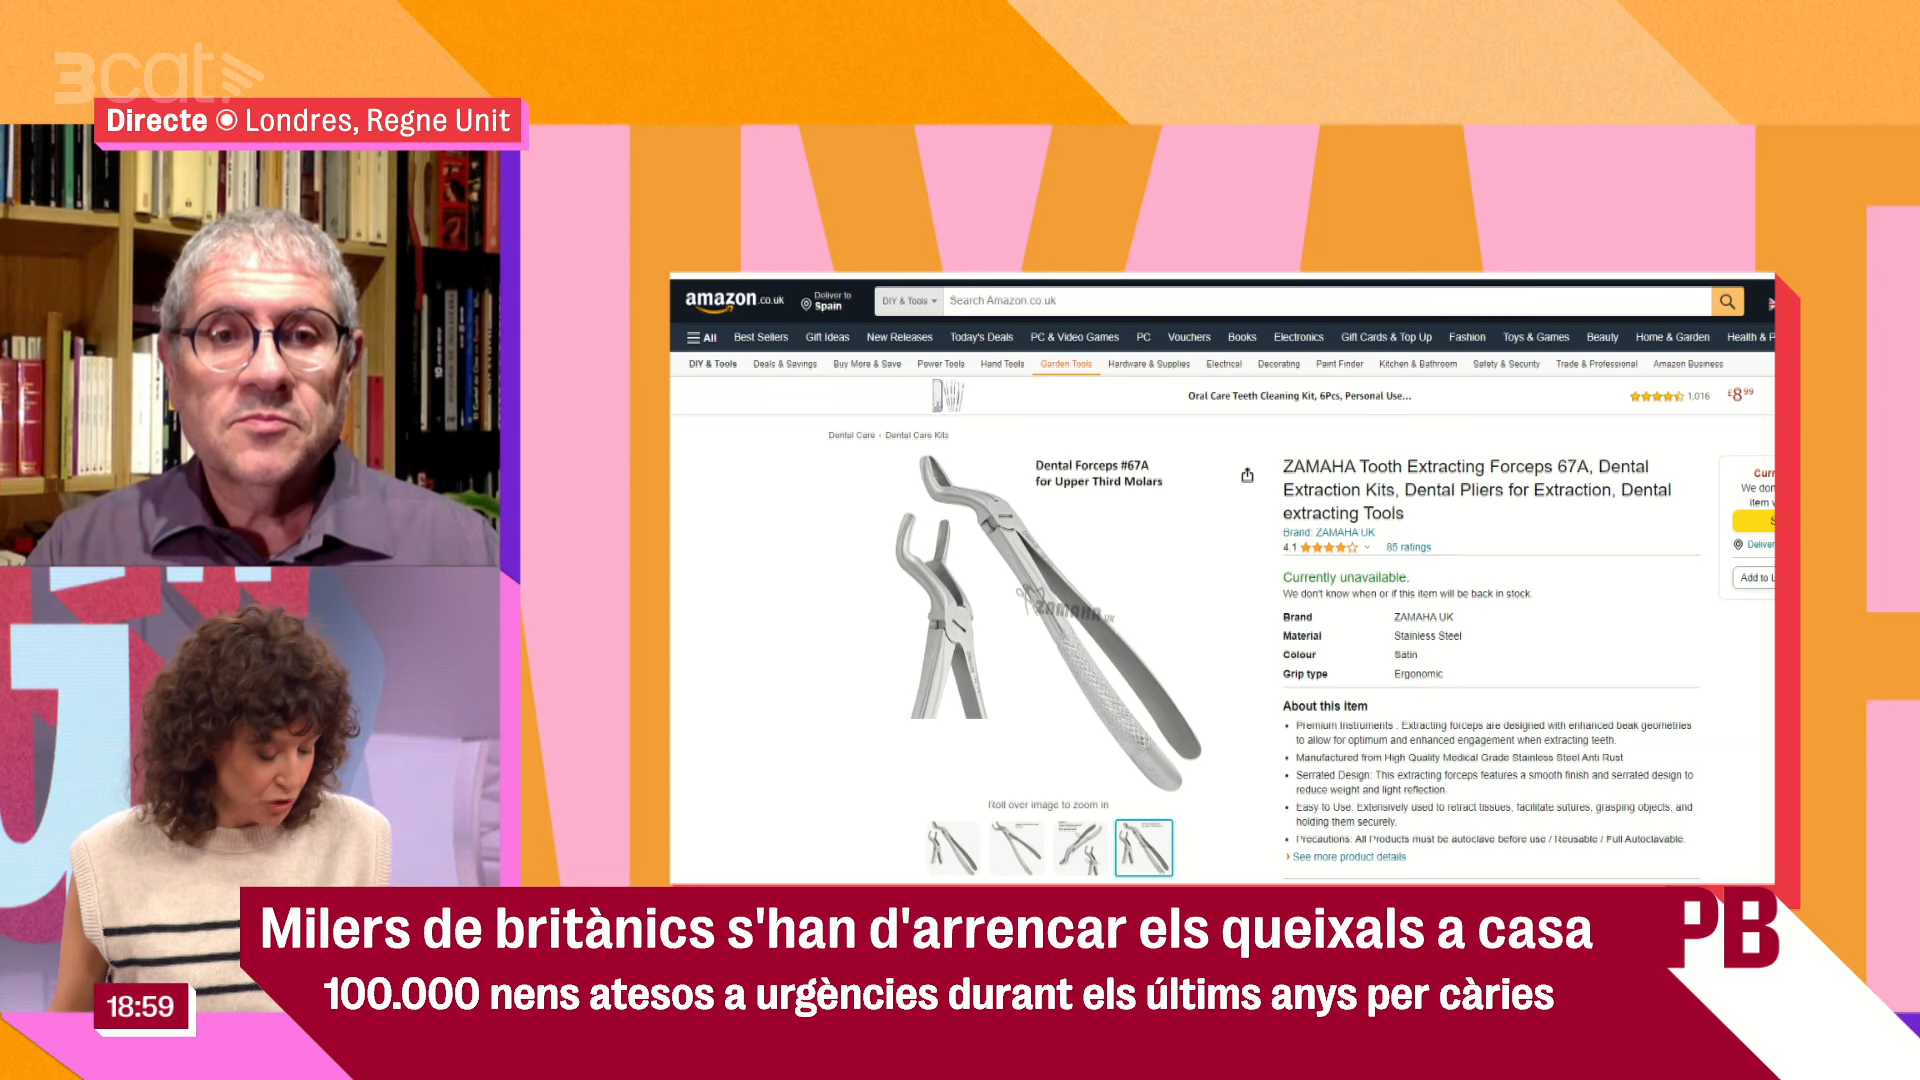 3cat
Directe Londres, Regne Unit
amazon.co.uk
Deliver to
Spain
DIY & Tools
Search Amazon.co.uk
All Best Sellers Gift Ideas New Releases Today's Deals PC & Video Games PC Vouchers Books Electronics Gift Cards & Top Up Fashion Toys & Games Beauty Home & Garden Health & P
DIY & Tools Deals & Savings Buy More & Save Power Tools Hand Tools Garden Tools Hardware & Supplies Electrical Decorating Paint Finder Kitchen & Bathroom Safety & Security Trade & Professional Amazon Business
Oral Care Teeth Cleaning Kit, 6Pcs, Personal Use... 1,016 £8⁹⁹
Dental Care › Dental Care Kits
Dental Forceps #67A
for Upper Third Molars
ZAMAHA UK
Roll over image to zoom in
ZAMAHA Tooth Extracting Forceps 67A, Dental
Extraction Kits, Dental Pliers for Extraction, Dental
extracting Tools
Brand: ZAMAHA UK
4.1 85 ratings
Currently unavailable.
We don't know when or if this item will be back in stock.
Brand ZAMAHA UK
Material Stainless Steel
Colour Satin
Grip type Ergonomic
About this item
• Premium Instruments . Extracting forceps are designed with enhanced beak geometries
to allow for optimum and enhanced engagement when extracting teeth.
• Manufactured from High Quality Medical Grade Stainless Steel Anti Rust
• Serrated Design: This extracting forceps features a smooth finish and serrated design to
reduce weight and light reflection.
• Easy to Use. Extensively used to retract tissues, facilitate sutures, grasping objects, and
holding them securely.
• Precautions: All Products must be autoclave before use / Reusable / Full Autoclavable.
› See more product details
Curr
We don
item
S
Deliver
Add to L
Milers de britànics s'han d'arrencar els queixals a casa
100.000 nens atesos a urgències durant els últims anys per càries
PB
18:59